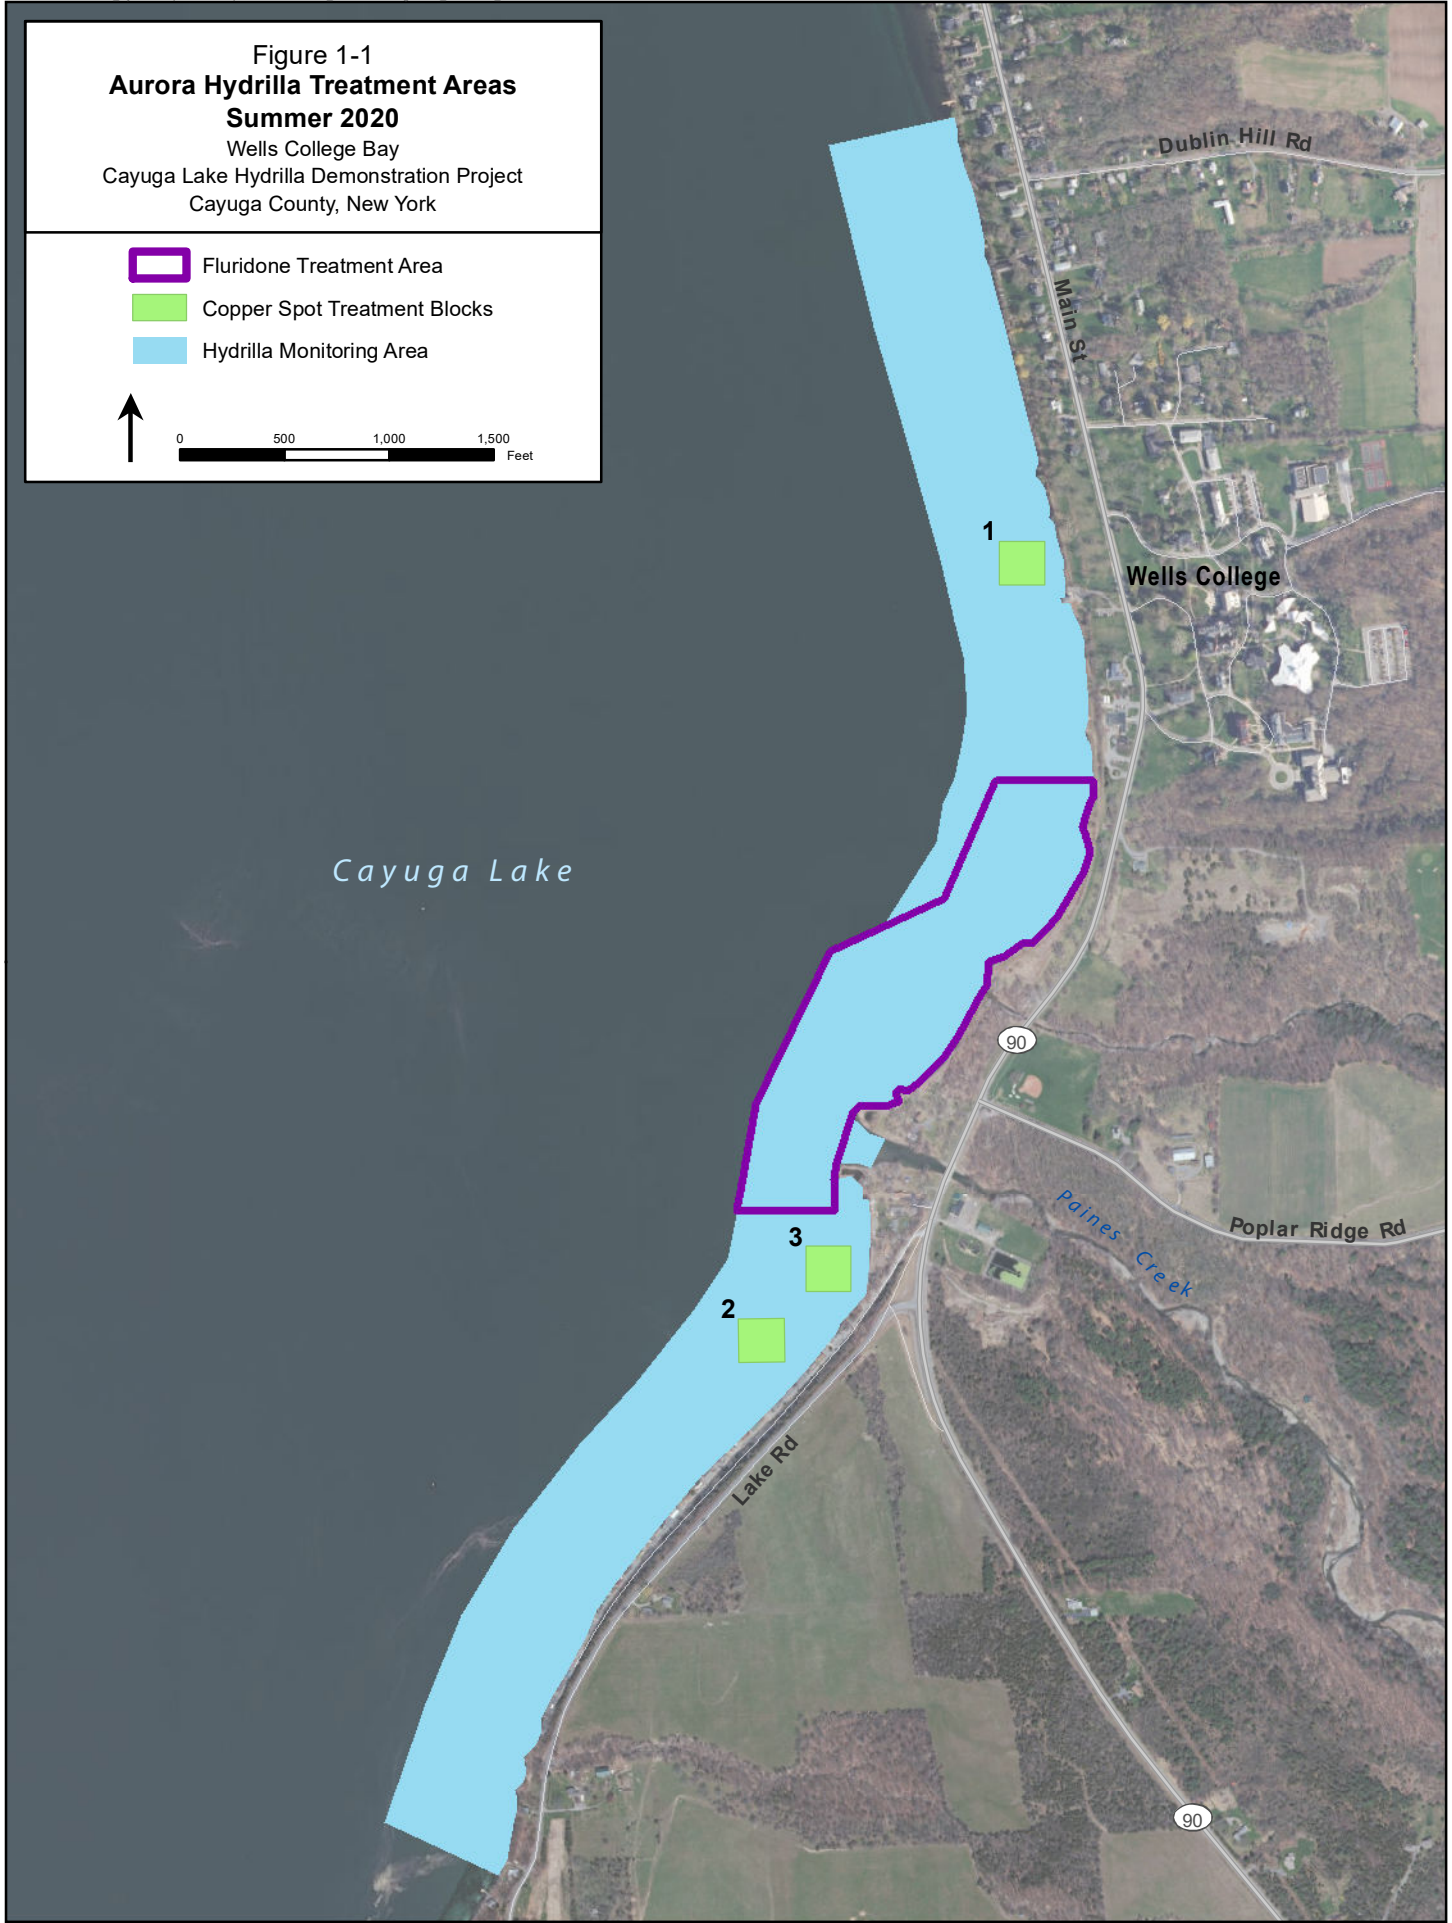 Figure 1-1
Aurora Hydrilla Treatment Areas
Summer 2020
Wells College Bay
Cayuga Lake Hydrilla Demonstration Project
Cayuga County, New York
Fluridone Treatment Area
Copper Spot Treatment Blocks
Hydrilla Monitoring Area
0 500 1,000 1,500
Feet
Dublin Hill Rd
Main St
1
Wells College
Cayuga Lake
90
Paines Creek
Poplar Ridge Rd
3
2
Lake Rd
90